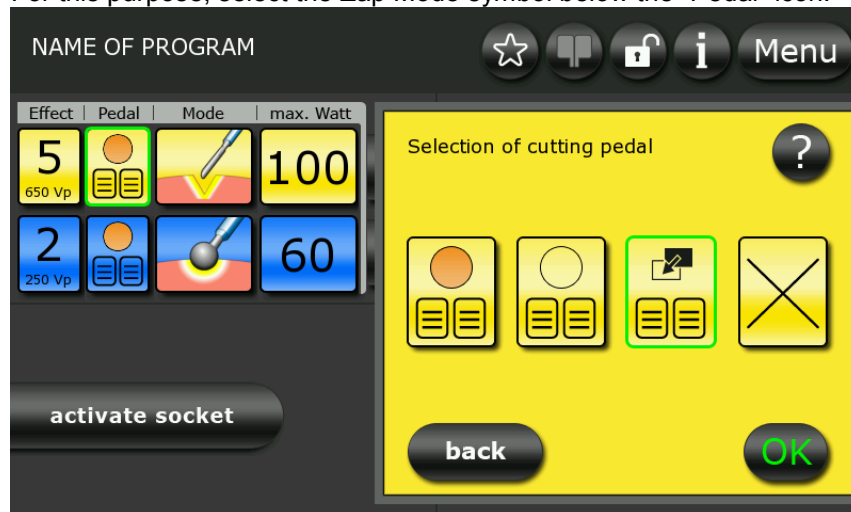 For this purpose, select the Zap mode symbol below the "Pedal" icon.
NAME OF PROGRAM
i
Menu
Effect | Pedal | Mode | max. Watt
5
650 Vp
100
2
250 Vp
60
Selection of cutting pedal
?
activate socket
back
OK